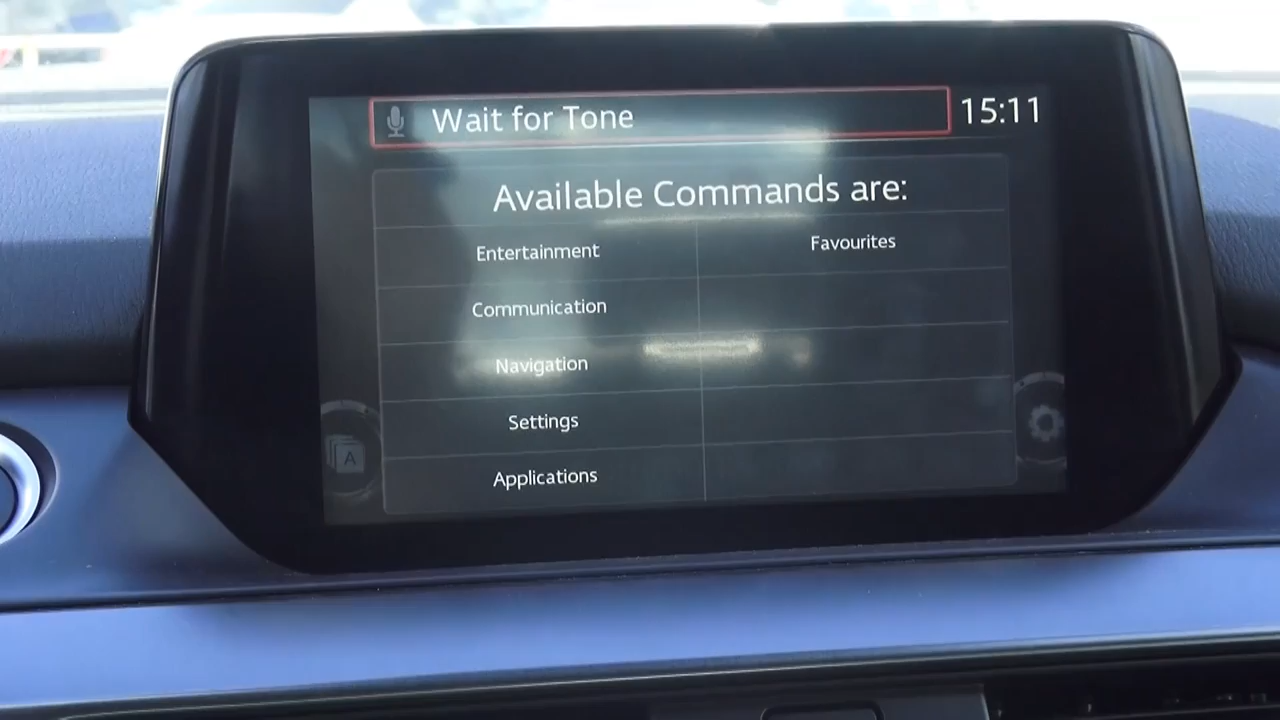 Wait for Tone
15:11
Available Commands are:
Entertainment
Favourites
Communication
Navigation
Settings
Applications
A